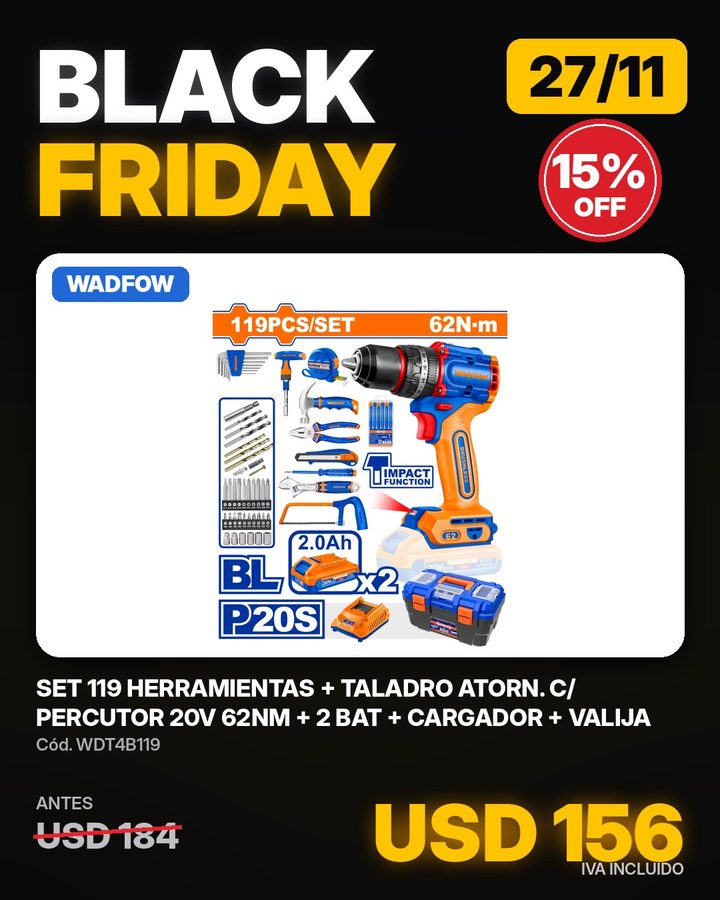 BLACK
FRIDAY
27/11
15%
OFF
WADFOW
119PCS/SET
62N·m
IMPACT
FUNCTION
62
2.0Ah
BL
x2
P20S
SET 119 HERRAMIENTAS + TALADRO ATORN. C/
PERCUTOR 20V 62NM + 2 BAT + CARGADOR + VALIJA
Cód. WDT4B119
ANTES
USD 184
USD 156
IVA INCLUIDO